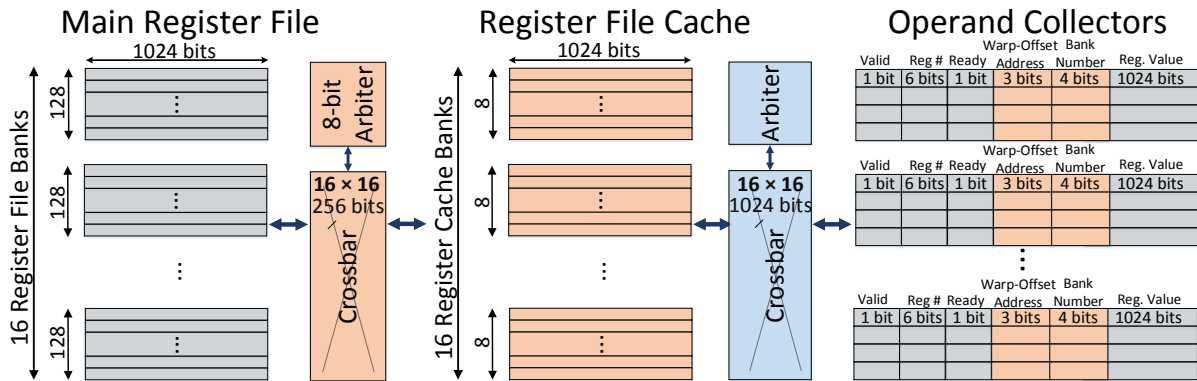 Main Register File
Register File Cache
Operand Collectors
1024 bits
16 Register File Banks
128
128
128
8-bit
Arbiter
16 × 16
256 bits
Crossbar
1024 bits
16 Register Cache Banks
8
8
8
Arbiter
16 × 16
1024 bits
Crossbar
Warp-Offset Bank
Valid Reg # Ready Address Number Reg. Value
1 bit 6 bits 1 bit 3 bits 4 bits 1024 bits
Warp-Offset Bank
Valid Reg # Ready Address Number Reg. Value
1 bit 6 bits 1 bit 3 bits 4 bits 1024 bits
Warp-Offset Bank
Valid Reg # Ready Address Number Reg. Value
1 bit 6 bits 1 bit 3 bits 4 bits 1024 bits